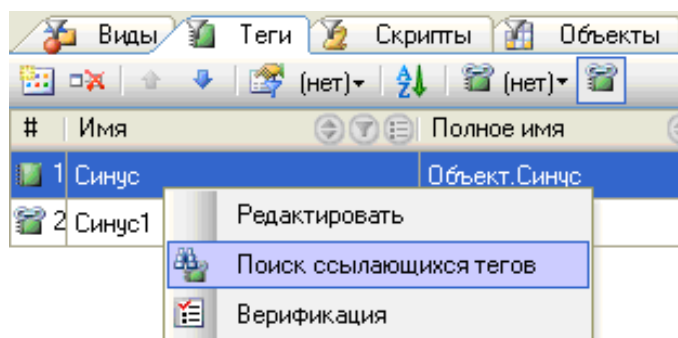 Виды Теги Скрипты Объекты
(нет) (нет)
# Имя Полное имя
1 Синус Объект.Синус
2 Синус1
Редактировать
Поиск ссылающихся тегов
Верификация